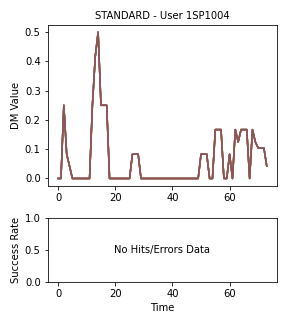 STANDARD - User 1SP1004
DM Value
0.5
0.4
0.3
0.2
0.1
0.0
0 20 40 60
Success Rate
1.0
0.5
0.0
No Hits/Errors Data
0 20 40 60
Time